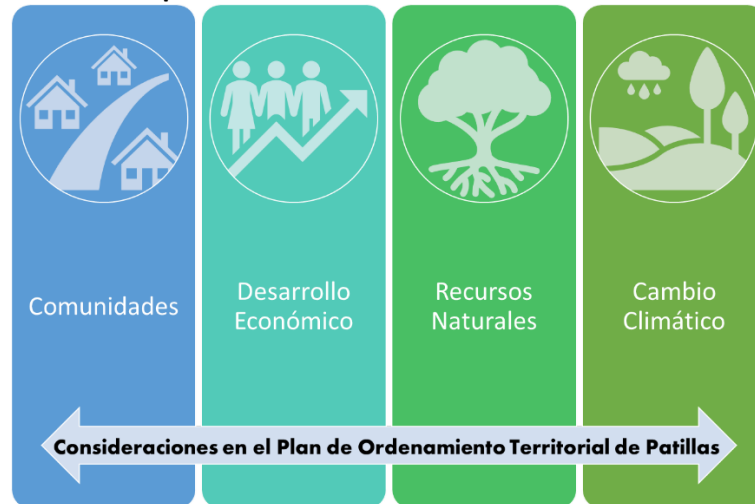 Comunidades
Desarrollo
Económico
Recursos
Naturales
Cambio
Climático
Consideraciones en el Plan de Ordenamiento Territorial de Patillas